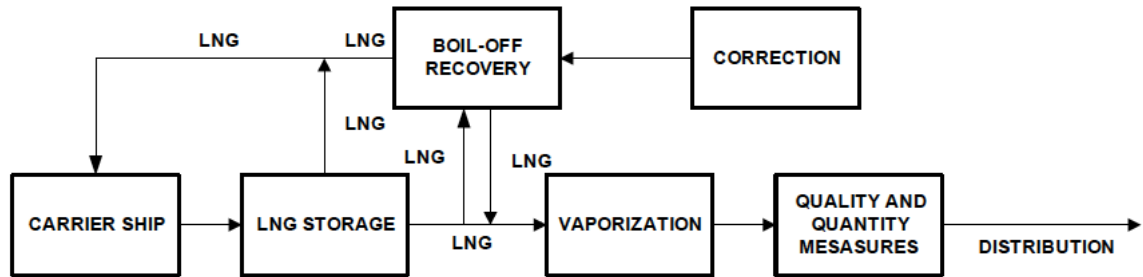 LNG
LNG
BOIL-OFF
RECOVERY
CORRECTION
LNG
LNG
LNG
CARRIER SHIP
LNG STORAGE
LNG
VAPORIZATION
QUALITY AND
QUANTITY
MESASURES
DISTRIBUTION